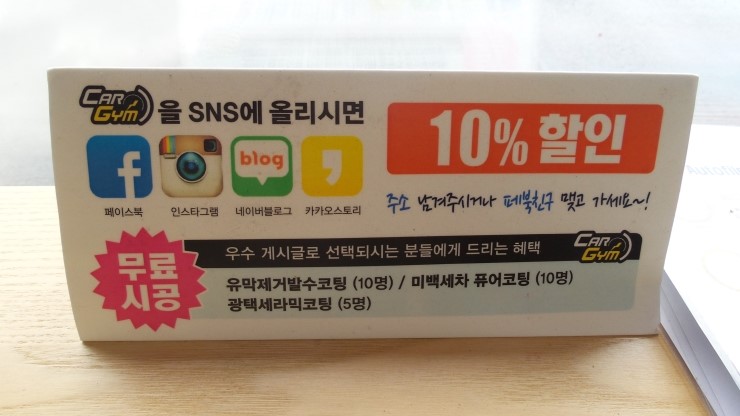 CAR GYM 을 SNS에 올리시면
10% 할인
f
blog
페이스북 인스타그램 네이버블로그 카카오스토리
주소 남겨주시거나 페북친구 맺고 가세요~!
무료
시공
우수 게시글로 선택되시는 분들에게 드리는 혜택
CAR GYM
유막제거발수코팅 (10명) / 미백세차 퓨어코팅 (10명)
광택세라믹코팅 (5명)